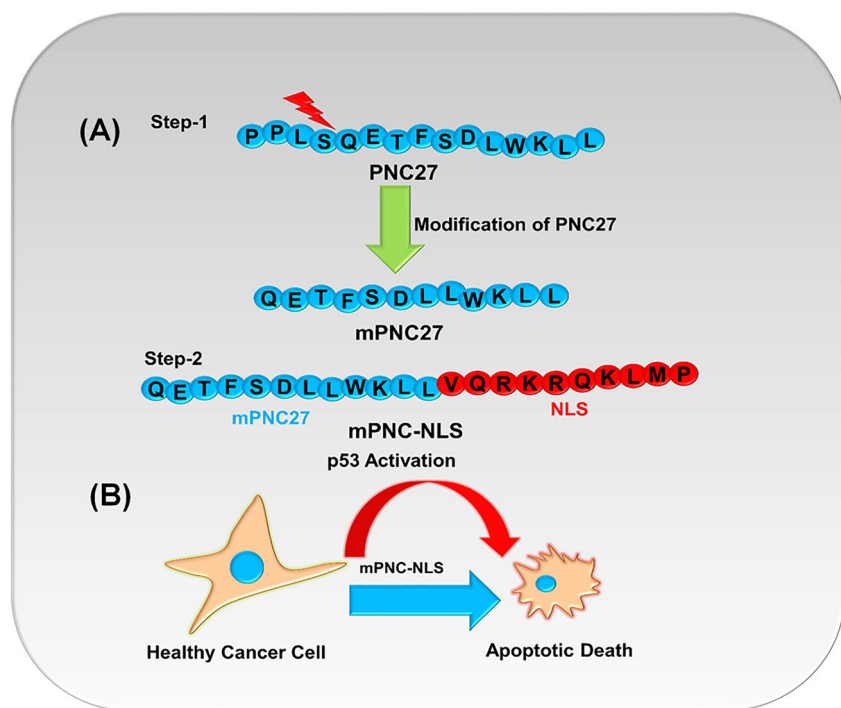 (A)
Step-1
PPLSQETFSDLWKLL
PNC27
Modification of PNC27
QETFSDLLWKLL
mPNC27
Step-2
QETFSDLLWKLLVQRKRQKLMP
mPNC27
NLS
mPNC-NLS
p53 Activation
(B)
mPNC-NLS
Healthy Cancer Cell
Apoptotic Death